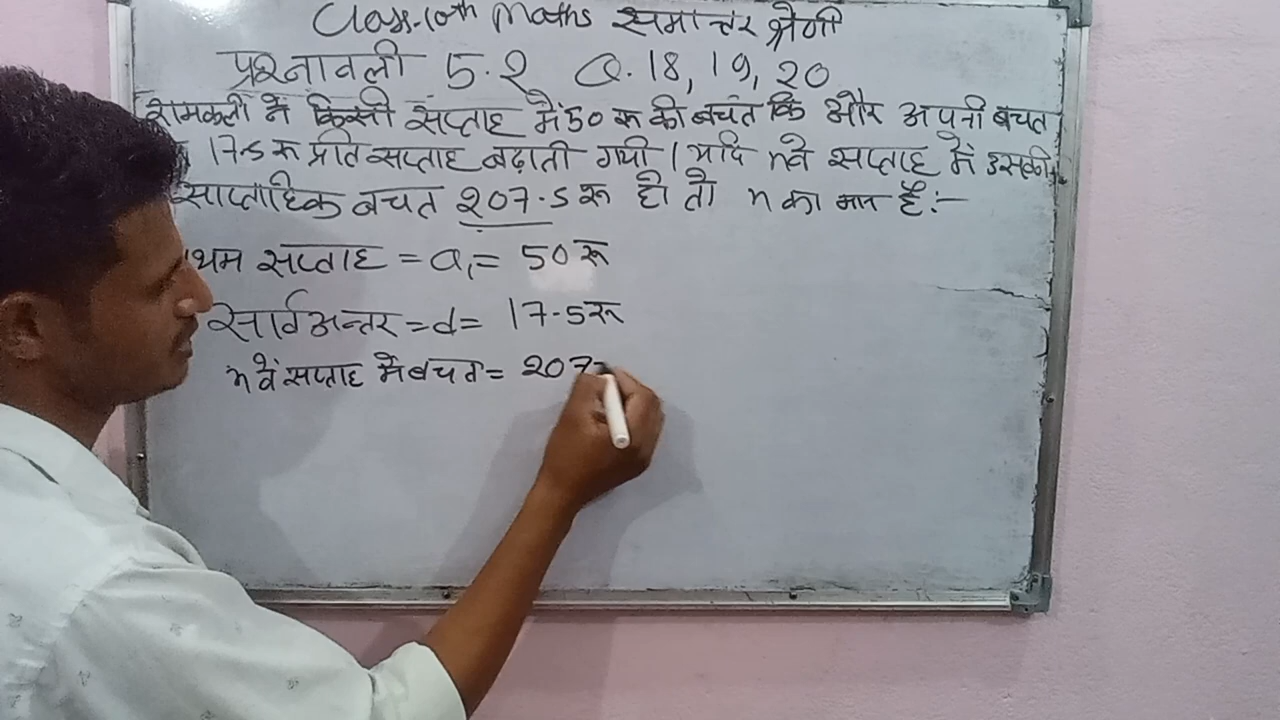 Class-10th Maths समान्तर श्रेणी
प्रश्नावली 5.2 Q.18, 19, 20
रामकली ने किसी सप्ताह में 50 रू की बचत कि और अपनी बचत
17.5 रू प्रति सप्ताह बढ़ाती गयी । यदि nवे सप्ताह में उसकी
साप्ताहिक बचत 207.5 रू हो तो n का मान है:-
थम सप्ताह = a₁ = 50 रू
सार्वअन्तर = d = 17.5 रू
n वें सप्ताह में बचत = 207